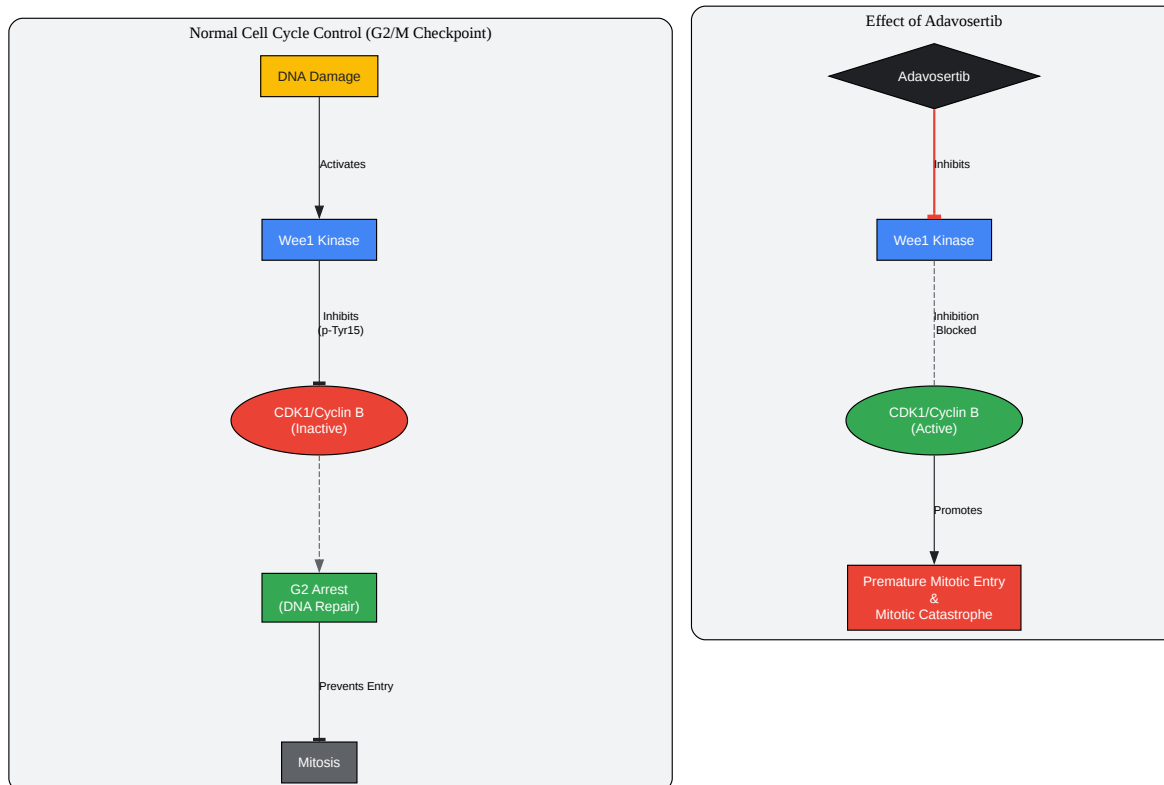 Normal Cell Cycle Control (G2/M Checkpoint)
DNA Damage
Activates
Wee1 Kinase
Inhibits
(p-Tyr15)
CDK1/Cyclin B
(Inactive)
G2 Arrest
(DNA Repair)
Prevents Entry
Mitosis
Effect of Adavosertib
Adavosertib
Inhibits
Wee1 Kinase
Inhibition
Blocked
CDK1/Cyclin B
(Active)
Promotes
Premature Mitotic Entry
&
Mitotic Catastrophe